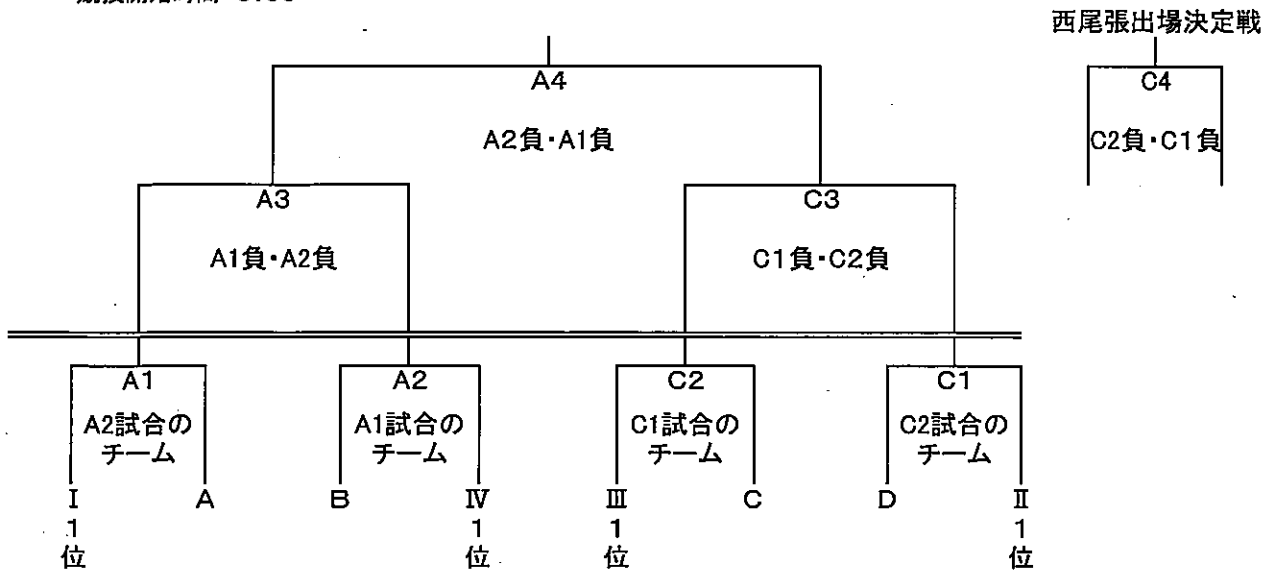 西尾張出場決定戦
A4
C4
A2負・A1負
C2負・C1負
A3
C3
A1負・A2負
C1負・C2負
A1
A2
C2
C1
A2試合の
チーム
A1試合の
チーム
C1試合の
チーム
C2試合の
チーム
Ⅰ
1
位
A
B
Ⅳ
1
位
Ⅲ
1
位
C
D
Ⅱ
1
位